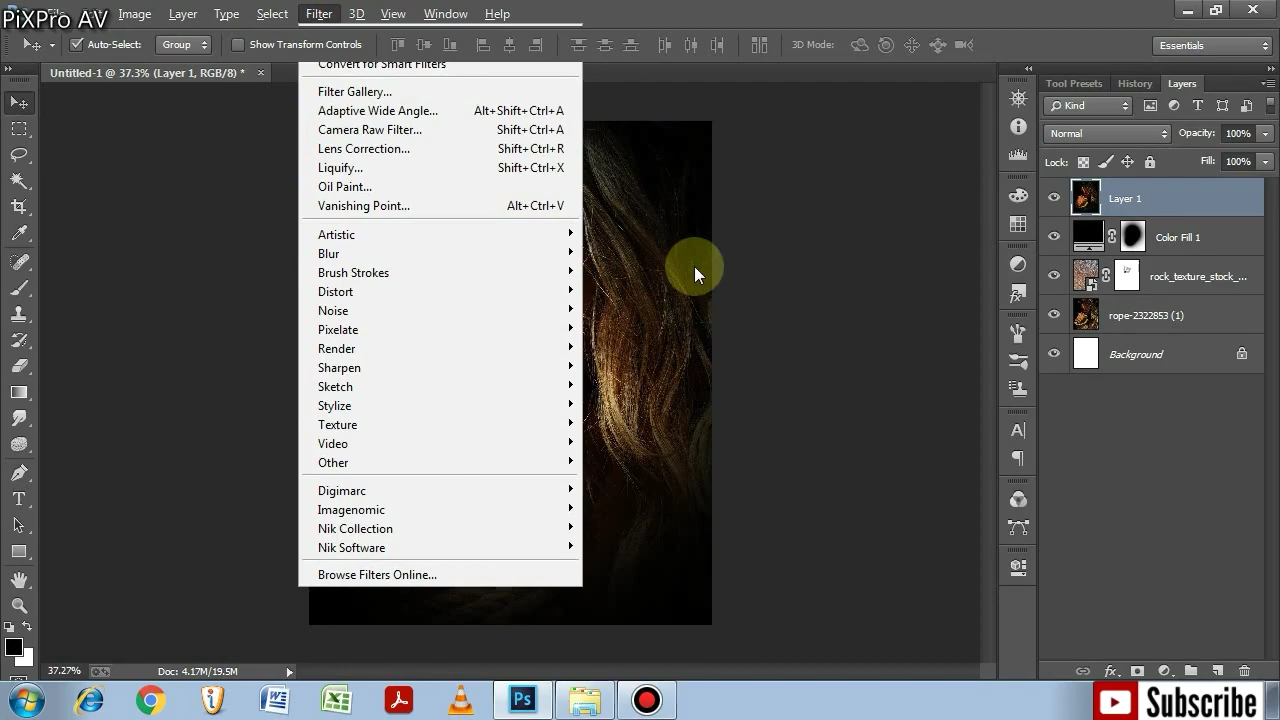 PiXPro AV
Image Layer Type Select Filter 3D View Window Help
Auto-Select: Group Show Transform Controls 3D Mode: Essentials
Untitled-1 @ 37.3% (Layer 1, RGB/8) *
Convert for Smart Filters
Filter Gallery...
Adaptive Wide Angle... Alt+Shift+Ctrl+A
Camera Raw Filter... Shift+Ctrl+A
Lens Correction... Shift+Ctrl+R
Liquify... Shift+Ctrl+X
Oil Paint...
Vanishing Point... Alt+Ctrl+V
Artistic
Blur
Brush Strokes
Distort
Noise
Pixelate
Render
Sharpen
Sketch
Stylize
Texture
Video
Other
Digimarc
Imagenomic
Nik Collection
Nik Software
Browse Filters Online...
Tool Presets History Layers
Kind
Normal Opacity: 100%
Lock: Fill: 100%
Layer 1
Color Fill 1
rock_texture_stock_...
rope-2322853 (1)
Background
37.27% Doc: 4.17M/19.5M
Subscribe